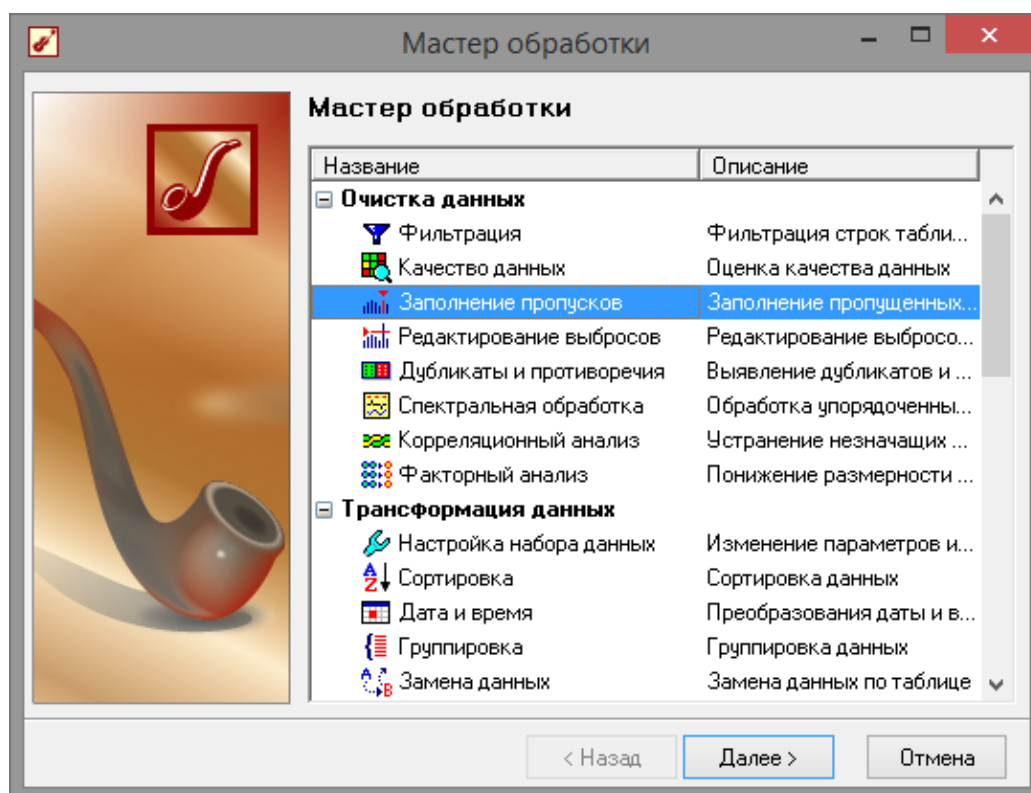 Мастер обработки
Мастер обработки
Название Описание
Очистка данных
Фильтрация Фильтрация строк табли...
Качество данных Оценка качества данных
Заполнение пропусков Заполнение пропущенных...
Редактирование выбросов Редактирование выбросо...
Дубликаты и противоречия Выявление дубликатов и ...
Спектральная обработка Обработка упорядоченны...
Корреляционный анализ Устранение незначащих ...
Факторный анализ Понижение размерности ...
Трансформация данных
Настройка набора данных Изменение параметров и...
Сортировка Сортировка данных
Дата и время Преобразования даты и в...
Группировка Группировка данных
Замена данных Замена данных по таблице
< Назад Далее > Отмена